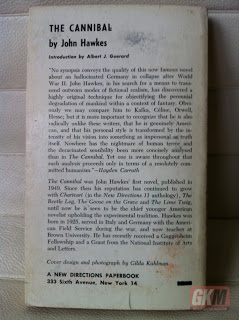 THE CANNIBAL
by John Hawkes
Introduction by Albert J. Guerard
"No synopsis conveys the quality of this now famous novel
about an hallucinated Germany in collapse after World
War II. John Hawkes, in his search for a means to trans-
cend outworn modes of fictional realism, has discovered a
highly original technique for objectifying the perennial
degradation of mankind within a context of fantasy. Obvi-
ously we may compare him to Kafka, Céline, Orwell,
Hesse; but it is more important to recognize that he is also
radically unlike these writers, that he is genuinely Ameri-
can, and that his personal style is transformed by the in-
tensity of his vision into something as impersonal as truth
itself. Nowhere has the nightmare of human terror and
the deracinated sensibility been more concisely analyzed
than in The Cannibal. Yet one is aware throughout that
such analysis proceeds only in terms of a resolutely com-
mitted humanism."—Hayden Carruth
The Cannibal was John Hawkes' first novel, published in
1949. Since then his reputation has continued to grow
with Charivari (in the New Directions 11 anthology), The
Beetle Leg, The Goose on the Grave and The Lime Twig,
until now he is seen to be the chief younger American
novelist upholding the experimental tradition. Hawkes was
born in 1925, served in Italy and Germany with the Ameri-
can Field Service during the war, and now teaches at
Brown University. He has recently received a Guggenheim
Fellowship and a Grant from the National Institute of Arts
and Letters.
Cover design and photograph by Gilda Kuhlman
A NEW DIRECTIONS PAPERBOOK
333 Sixth Avenue, New York 14
GKM